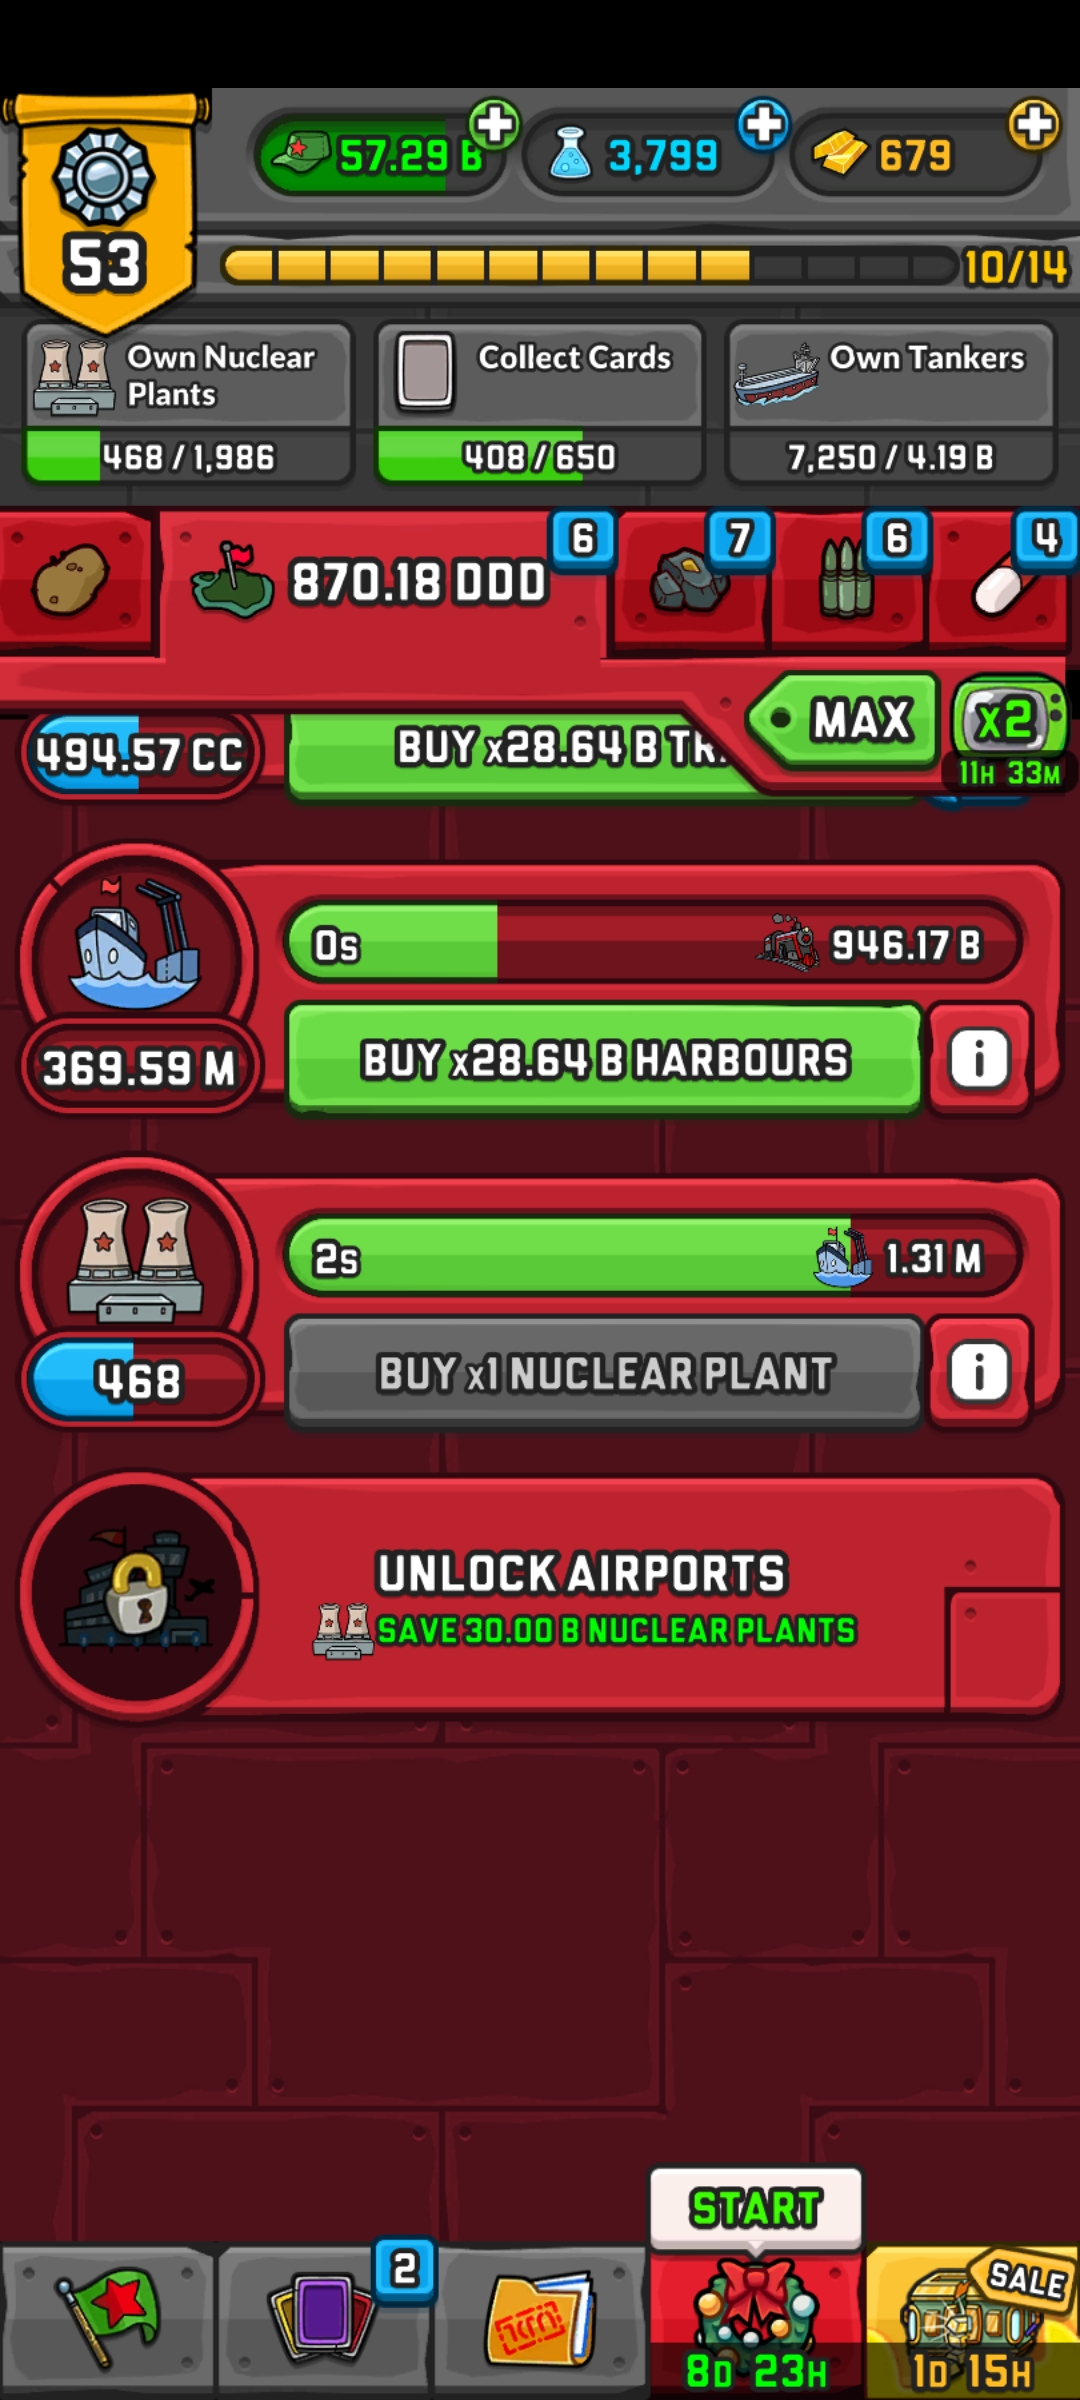 57.29 B
3,799
679
53
10/14
Own Nuclear Plants
Collect Cards
Own Tankers
468 / 1,986
408 / 650
7,250 / 4.19 B
6
7
6
4
870.18 DDD
MAX
x2
11H 33M
494.57 CC
BUY x28.64 B TR
0s
946.17 B
369.59 M
BUY x28.64 B HARBOURS
i
2s
1.31 M
468
BUY x1 NUCLEAR PLANT
i
UNLOCK AIRPORTS
SAVE 30.00 B NUCLEAR PLANTS
START
2
SALE
8D 23H
1D 15H